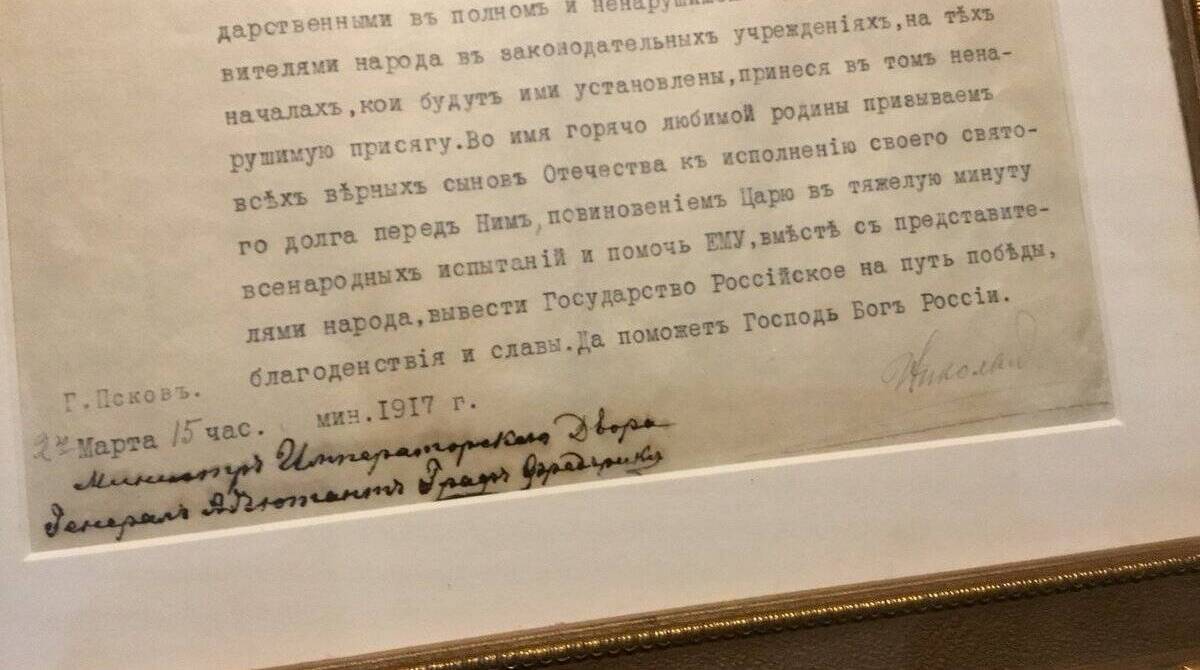 дарственными въ полномъ и ненарушимо
вителями народа въ законодательныхъ учрежденіяхъ,на тѣхъ
началахъ,кои будутъ ими установлены,принеся въ томъ нена-
рушимую присягу.Во имя горячо любимой родины призываемъ
всѣхъ вѣрныхъ сыновъ Отечества къ исполненію своего свято-
го долга передъ Нимъ,повиновеніемъ Царю въ тяжелую минуту
всенародныхъ испытаній и помочь ЕМУ,вмѣстѣ съ представите-
лями народа,вывести Государство Россійское на путь побѣды,
благоденствія и славы.Да поможетъ Господь Богъ Россіи.
Г.Псковъ.
Николай
2го Марта 15 час. мин.1917 г.
Министръ Императорскаго Двора
Генералъ Адъютантъ Графъ Фредериксъ